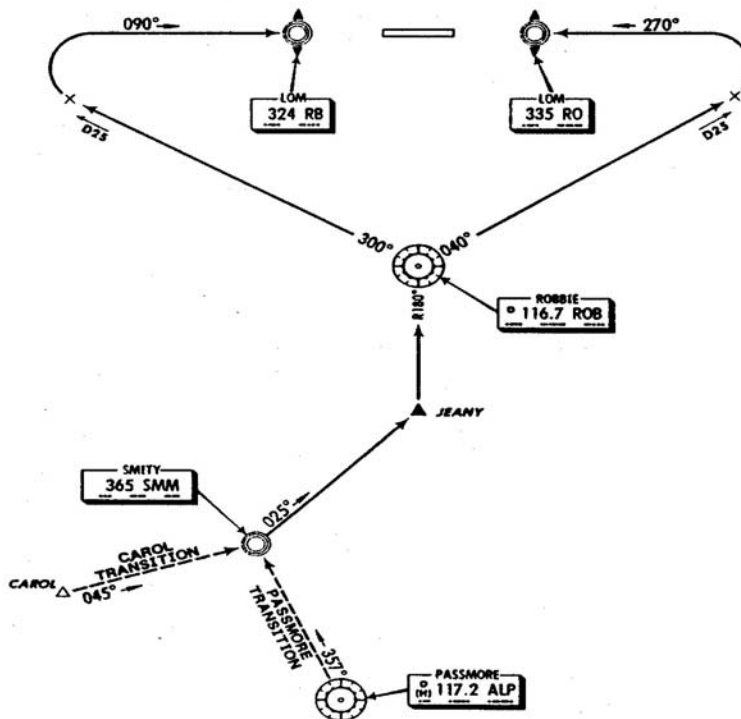 090°
270°
LOM
324 RB
LOM
335 RO
D25
D25
300°
040°
ROBBIE
116.7 ROB
R180°
JEANY
SMITY
365 SMM
025°
CAROL
TRANSITION
CAROL
045°
PASSMORE
TRANSITION
357°
PASSMORE
(H) 117.2 ALP